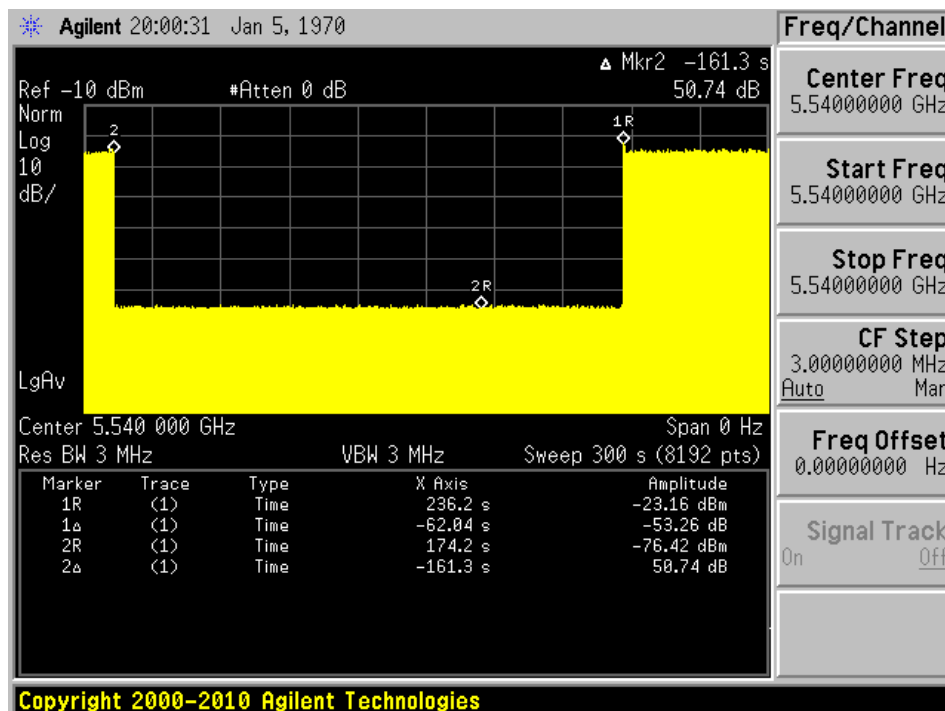 Agilent 20:00:31 Jan 5, 1970
Freq/Channel
Δ Mkr2 -161.3 s
Ref -10 dBm #Atten 0 dB 50.74 dB
Norm
Log
10
dB/
2
1R
2R
LgAv
Center 5.540 000 GHz Span 0 Hz
Res BW 3 MHz VBW 3 MHz Sweep 300 s (8192 pts)
Marker Trace Type X Axis Amplitude
1R (1) Time 236.2 s -23.16 dBm
1Δ (1) Time -62.04 s -53.26 dB
2R (1) Time 174.2 s -76.42 dBm
2Δ (1) Time -161.3 s 50.74 dB
Center Freq
5.54000000 GHz
Start Freq
5.54000000 GHz
Stop Freq
5.54000000 GHz
CF Step
3.00000000 MHz
Auto Man
Freq Offset
0.00000000 Hz
Signal Track
On Off
Copyright 2000-2010 Agilent Technologies